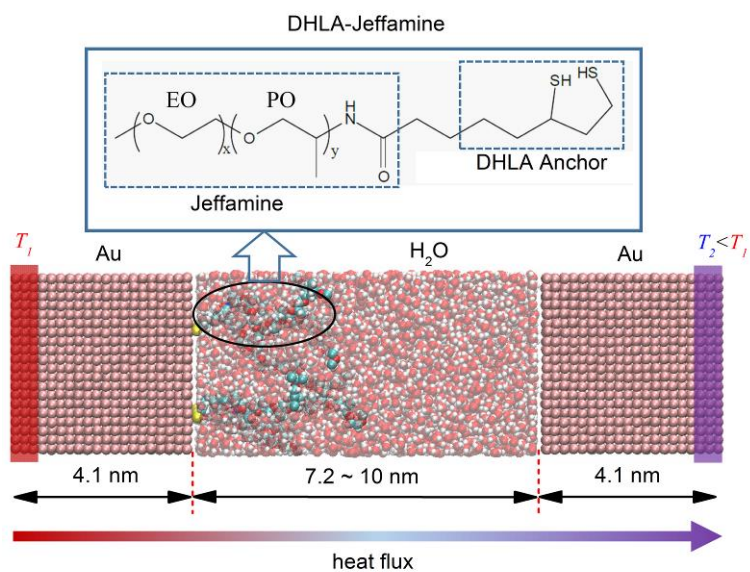 DHLA-Jeffamine
SH HS
EO PO H
O O N
x y
O
DHLA Anchor
Jeffamine
T₁ Au H₂O Au T₂<T₁
4.1 nm 7.2 ~ 10 nm 4.1 nm
heat flux